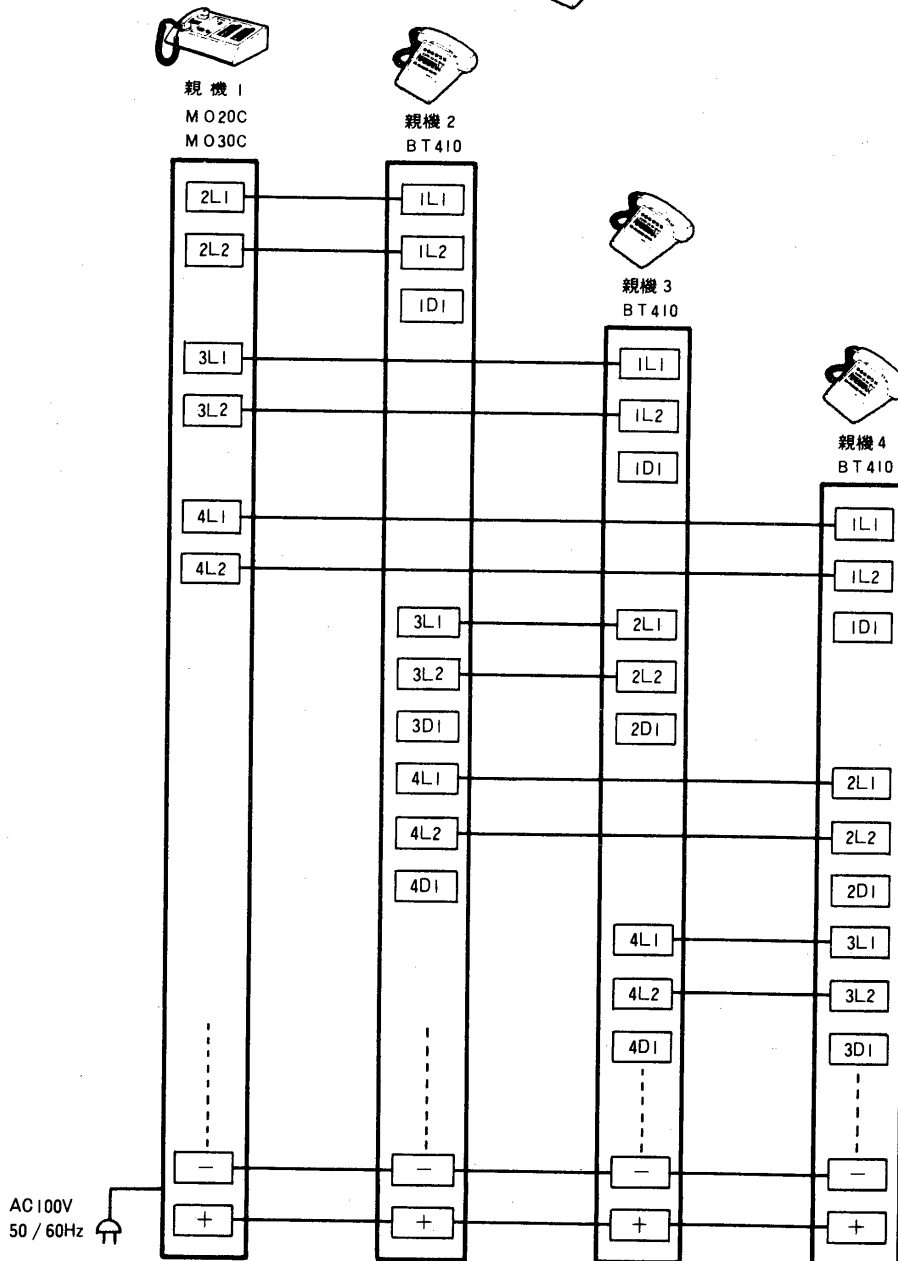 親機1
MO20C
MO30C
2L1
2L2
3L1
3L2
4L1
4L2
−
+
AC100V
50/60Hz
親機2
BT410
1L1
1L2
1D1
3L1
3L2
3D1
4L1
4L2
4D1
−
+
親機3
BT410
1L1
1L2
1D1
2L1
2L2
2D1
4L1
4L2
4D1
−
+
親機4
BT410
1L1
1L2
1D1
2L1
2L2
2D1
3L1
3L2
3D1
−
+